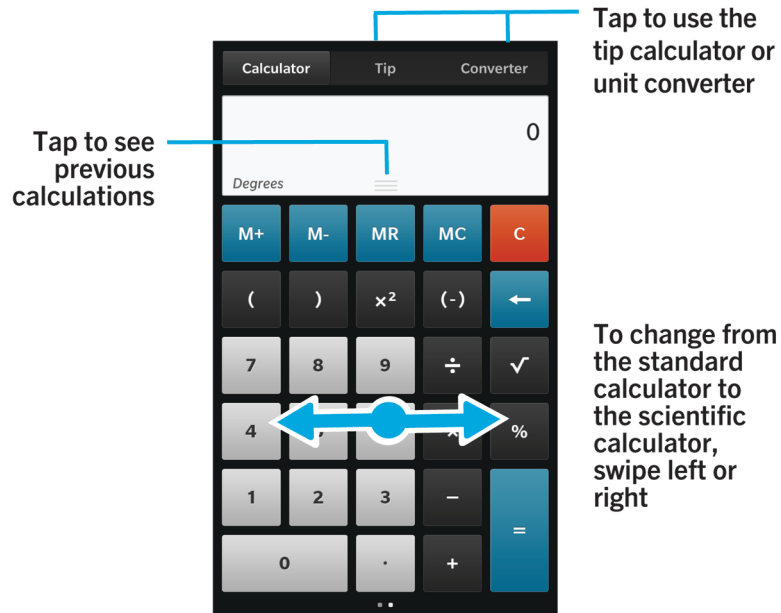 Tap to use the
tip calculator or
unit converter
Calculator Tip Converter
Tap to see
previous
calculations
0
Degrees
M+ M- MR MC C
( ) x² (-) ←
7 8 9 ÷ √
To change from
the standard
calculator to
the scientific
calculator,
swipe left or
right
4 %
1 2 3 − =
0 . +